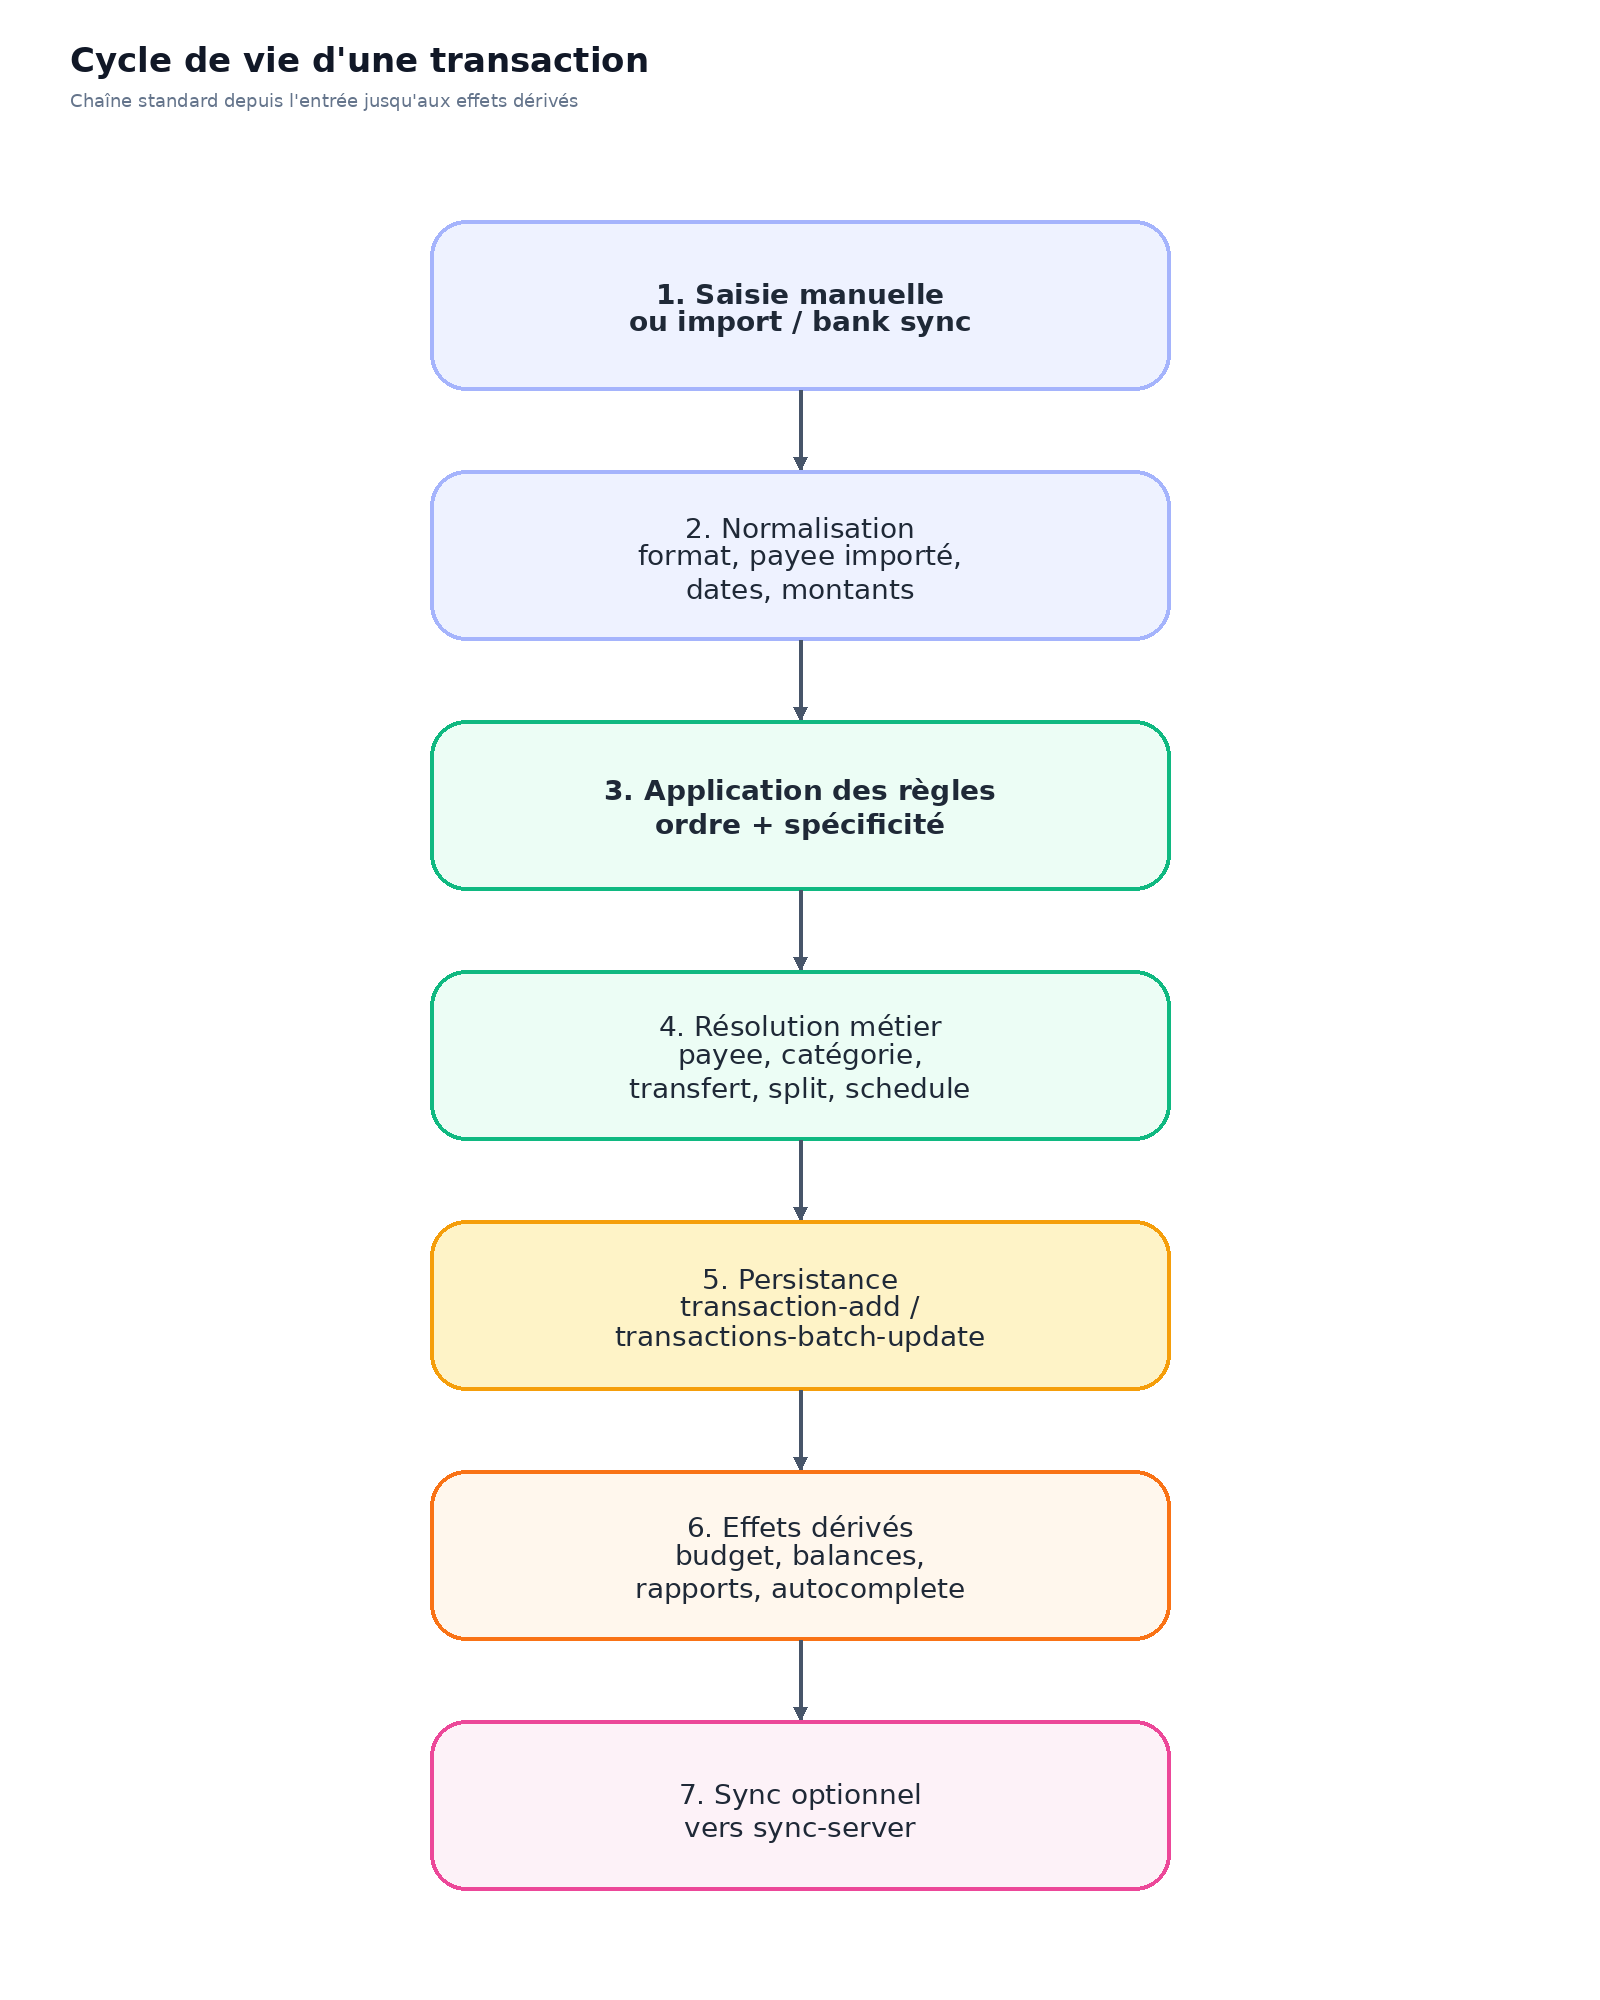 Cycle de vie d'une transaction
Chaîne standard depuis l'entrée jusqu'aux effets dérivés
1. Saisie manuelle
ou import / bank sync
2. Normalisation
format, payee importé,
dates, montants
3. Application des règles
ordre + spécificité
4. Résolution métier
payee, catégorie,
transfert, split, schedule
5. Persistance
transaction-add /
transactions-batch-update
6. Effets dérivés
budget, balances,
rapports, autocomplete
7. Sync optionnel
vers sync-server